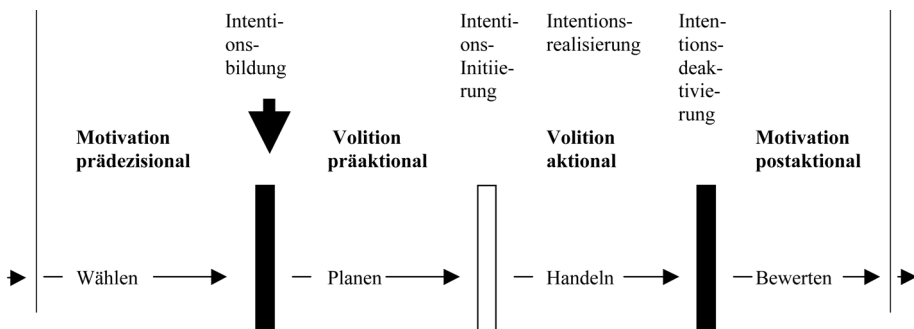 Intenti-
ons-
bildung
Intenti-
ons-
Initiie-
rung
Intentions-
realisierung
Inten-
tions-
deak-
tivie-
rung
Motivation
prädezisional
Volition
präaktional
Volition
aktional
Motivation
postaktional
Wählen
Planen
Handeln
Bewerten